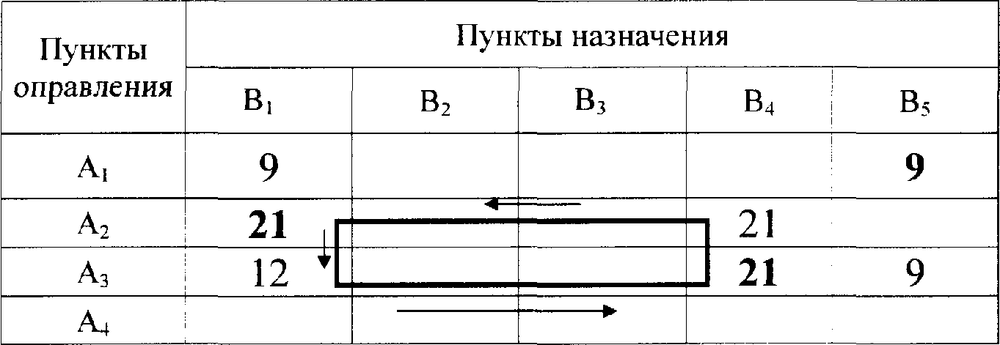 Пункты оправления
Пункты назначения
B₁ B₂ B₃ B₄ B₅
A₁ 9 9
A₂ 21 21
A₃ 12 21 9
A₄